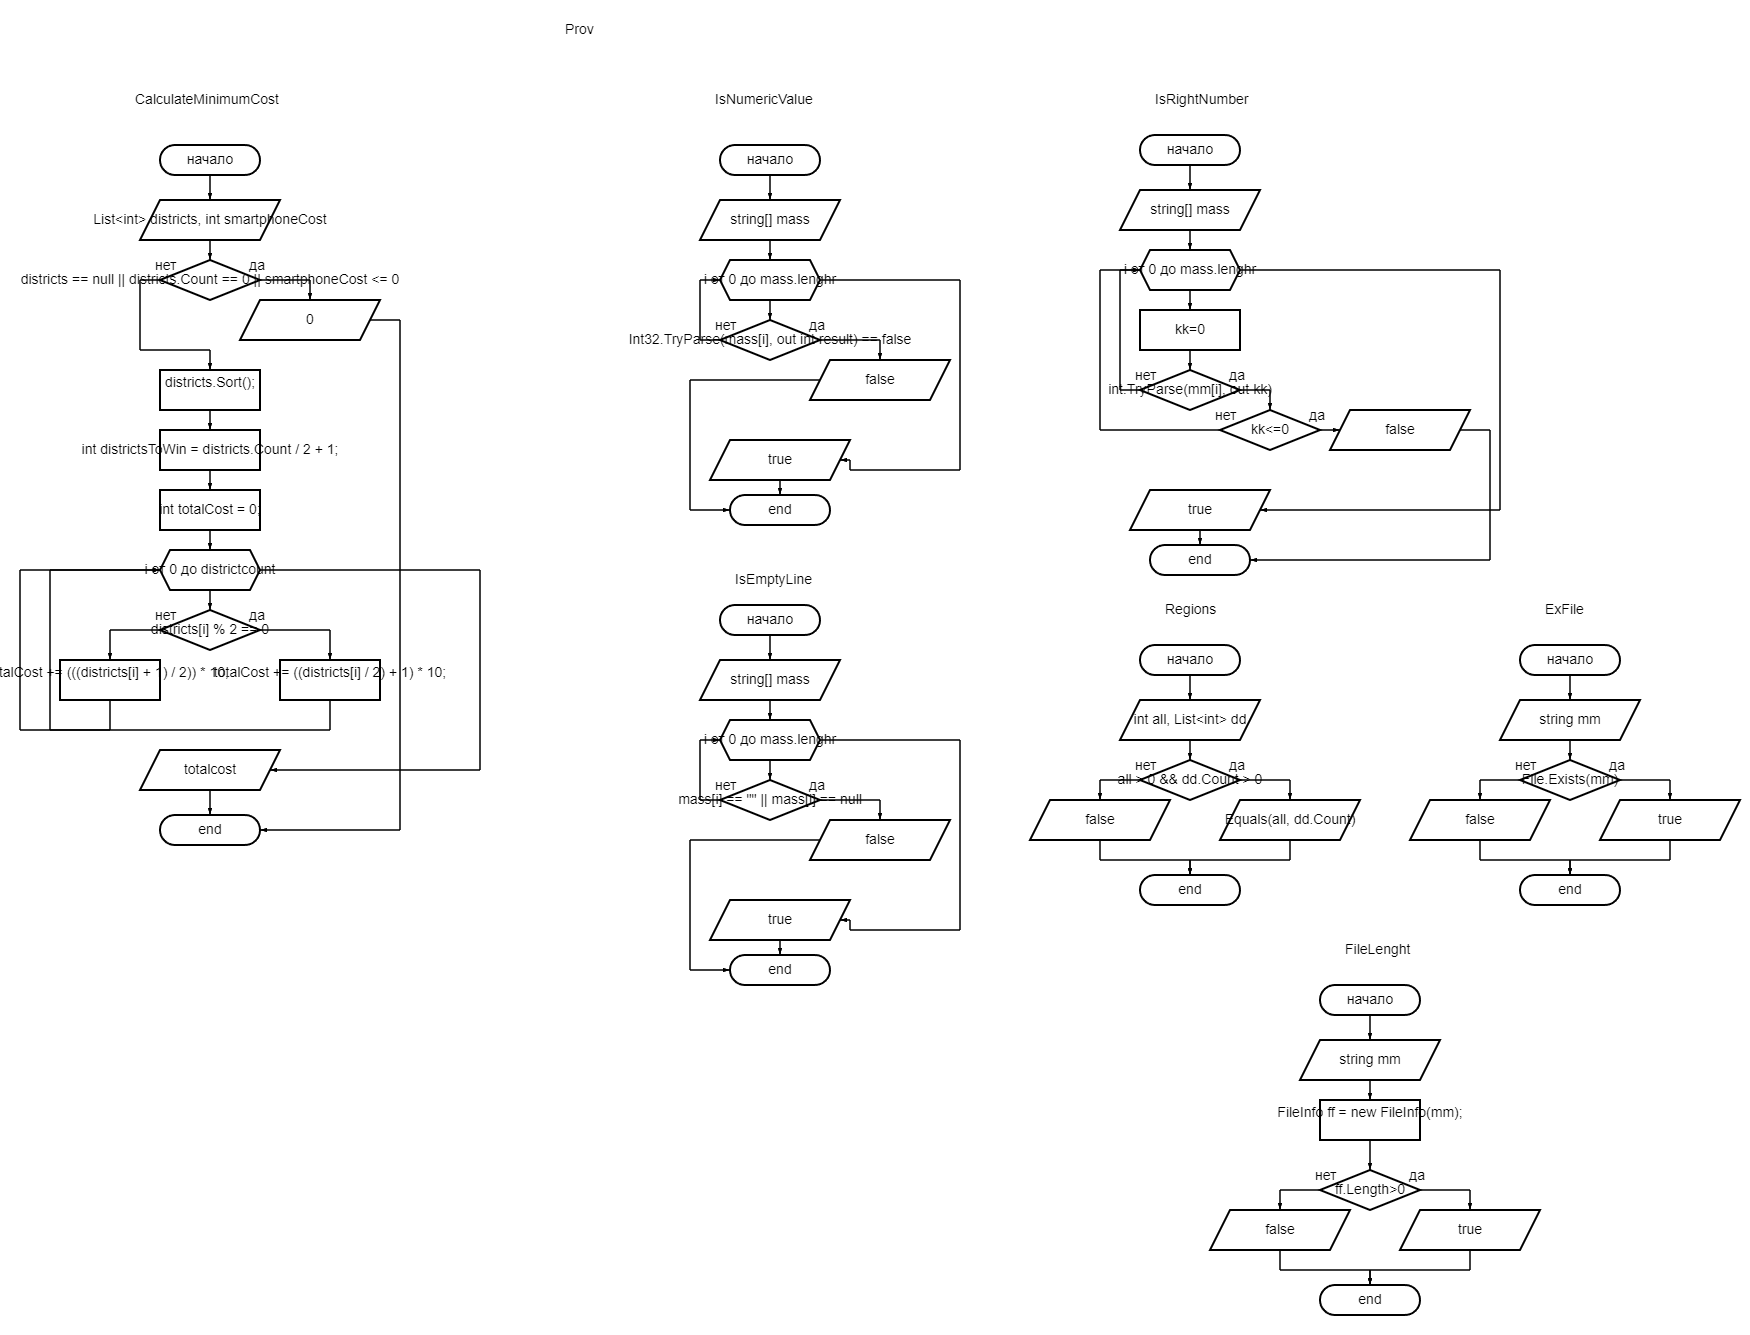 Prov
CalculateMinimumCost
начало
List<int> districts, int smartphoneCost
нет
да
districts == null || districts.Count == 0 || smartphoneCost <= 0
0
districts.Sort();
int districtsToWin = districts.Count / 2 + 1;
int totalCost = 0;
i от 0 до districtcount
нет
да
districts[i] % 2 == 0
talCost += (((districts[i] + 1) / 2)) * 10;
totalCost += ((districts[i] / 2) + 1) * 10;
totalcost
end
IsNumericValue
начало
string[] mass
i от 0 до mass.lenghr
нет
да
Int32.TryParse(mass[i], out int result) == false
false
true
end
IsEmptyLine
начало
string[] mass
i от 0 до mass.lenghr
нет
да
mass[i] == "" || mass[i] == null
false
true
end
IsRightNumber
начало
string[] mass
i от 0 до mass.lenghr
kk=0
нет
да
int.TryParse(mm[i], out kk)
нет
да
kk<=0
false
true
end
Regions
начало
int all, List<int> dd
нет
да
all > 0 && dd.Count > 0
false
Equals(all, dd.Count)
end
ExFile
начало
string mm
нет
да
File.Exists(mm)
false
true
end
FileLenght
начало
string mm
FileInfo ff = new FileInfo(mm);
нет
да
ff.Length>0
false
true
end